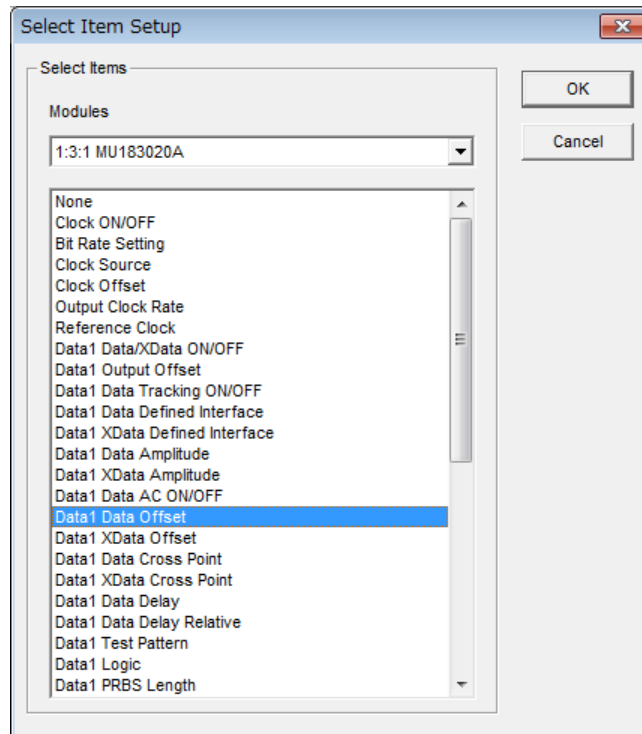 Select Item Setup
Select Items
OK
Modules
Cancel
1:3:1 MU183020A
None
Clock ON/OFF
Bit Rate Setting
Clock Source
Clock Offset
Output Clock Rate
Reference Clock
Data1 Data/XData ON/OFF
Data1 Output Offset
Data1 Data Tracking ON/OFF
Data1 Data Defined Interface
Data1 XData Defined Interface
Data1 Data Amplitude
Data1 XData Amplitude
Data1 Data AC ON/OFF
Data1 Data Offset
Data1 XData Offset
Data1 Data Cross Point
Data1 XData Cross Point
Data1 Data Delay
Data1 Data Delay Relative
Data1 Test Pattern
Data1 Logic
Data1 PRBS Length